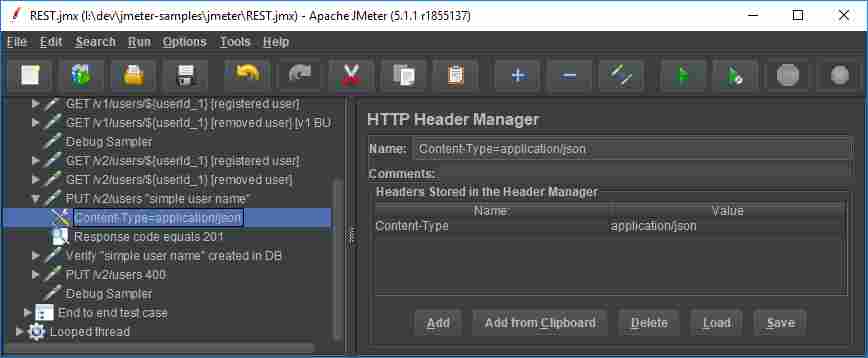 REST.jmx (I:\dev\jmeter-samples\jmeter\REST.jmx) - Apache JMeter (5.1.1 r1855137)
File Edit Search Run Options Tools Help
GET /v1/users/${userId_1} [registered user]
GET /v1/users/${userId_1} [removed user] [v1 BU
Debug Sampler
GET /v2/users/${userId_1} [registered user]
GET /v2/users/${userId_1} [removed user]
PUT /v2/users "simple user name"
Content-Type=application/json
Response code equals 201
Verify "simple user name" created in DB
PUT /v2/users 400
Debug Sampler
End to end test case
Looped thread
HTTP Header Manager
Name: Content-Type=application/json
Comments:
Headers Stored in the Header Manager
Name: Value
Content-Type application/json
Add Add from Clipboard Delete Load Save